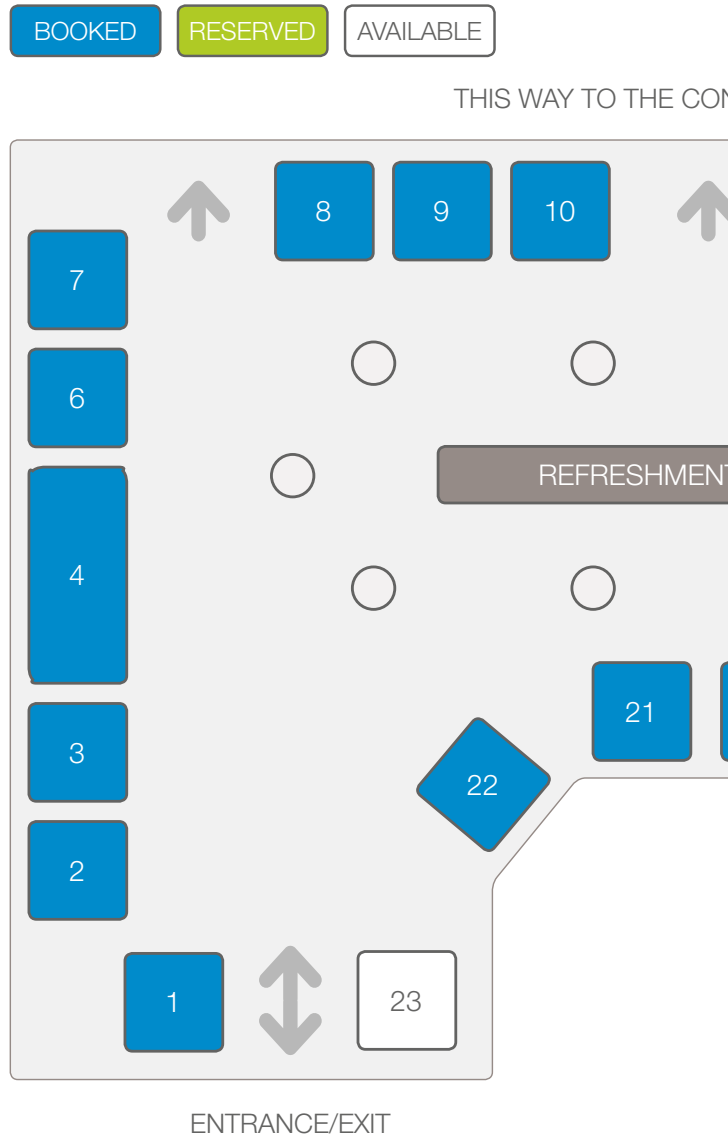 BOOKED RESERVED AVAILABLE
THIS WAY TO THE
8 9 10
7
6
REFRESHMENT
4
21
3
22
2
1 23
ENTRANCE/EXIT